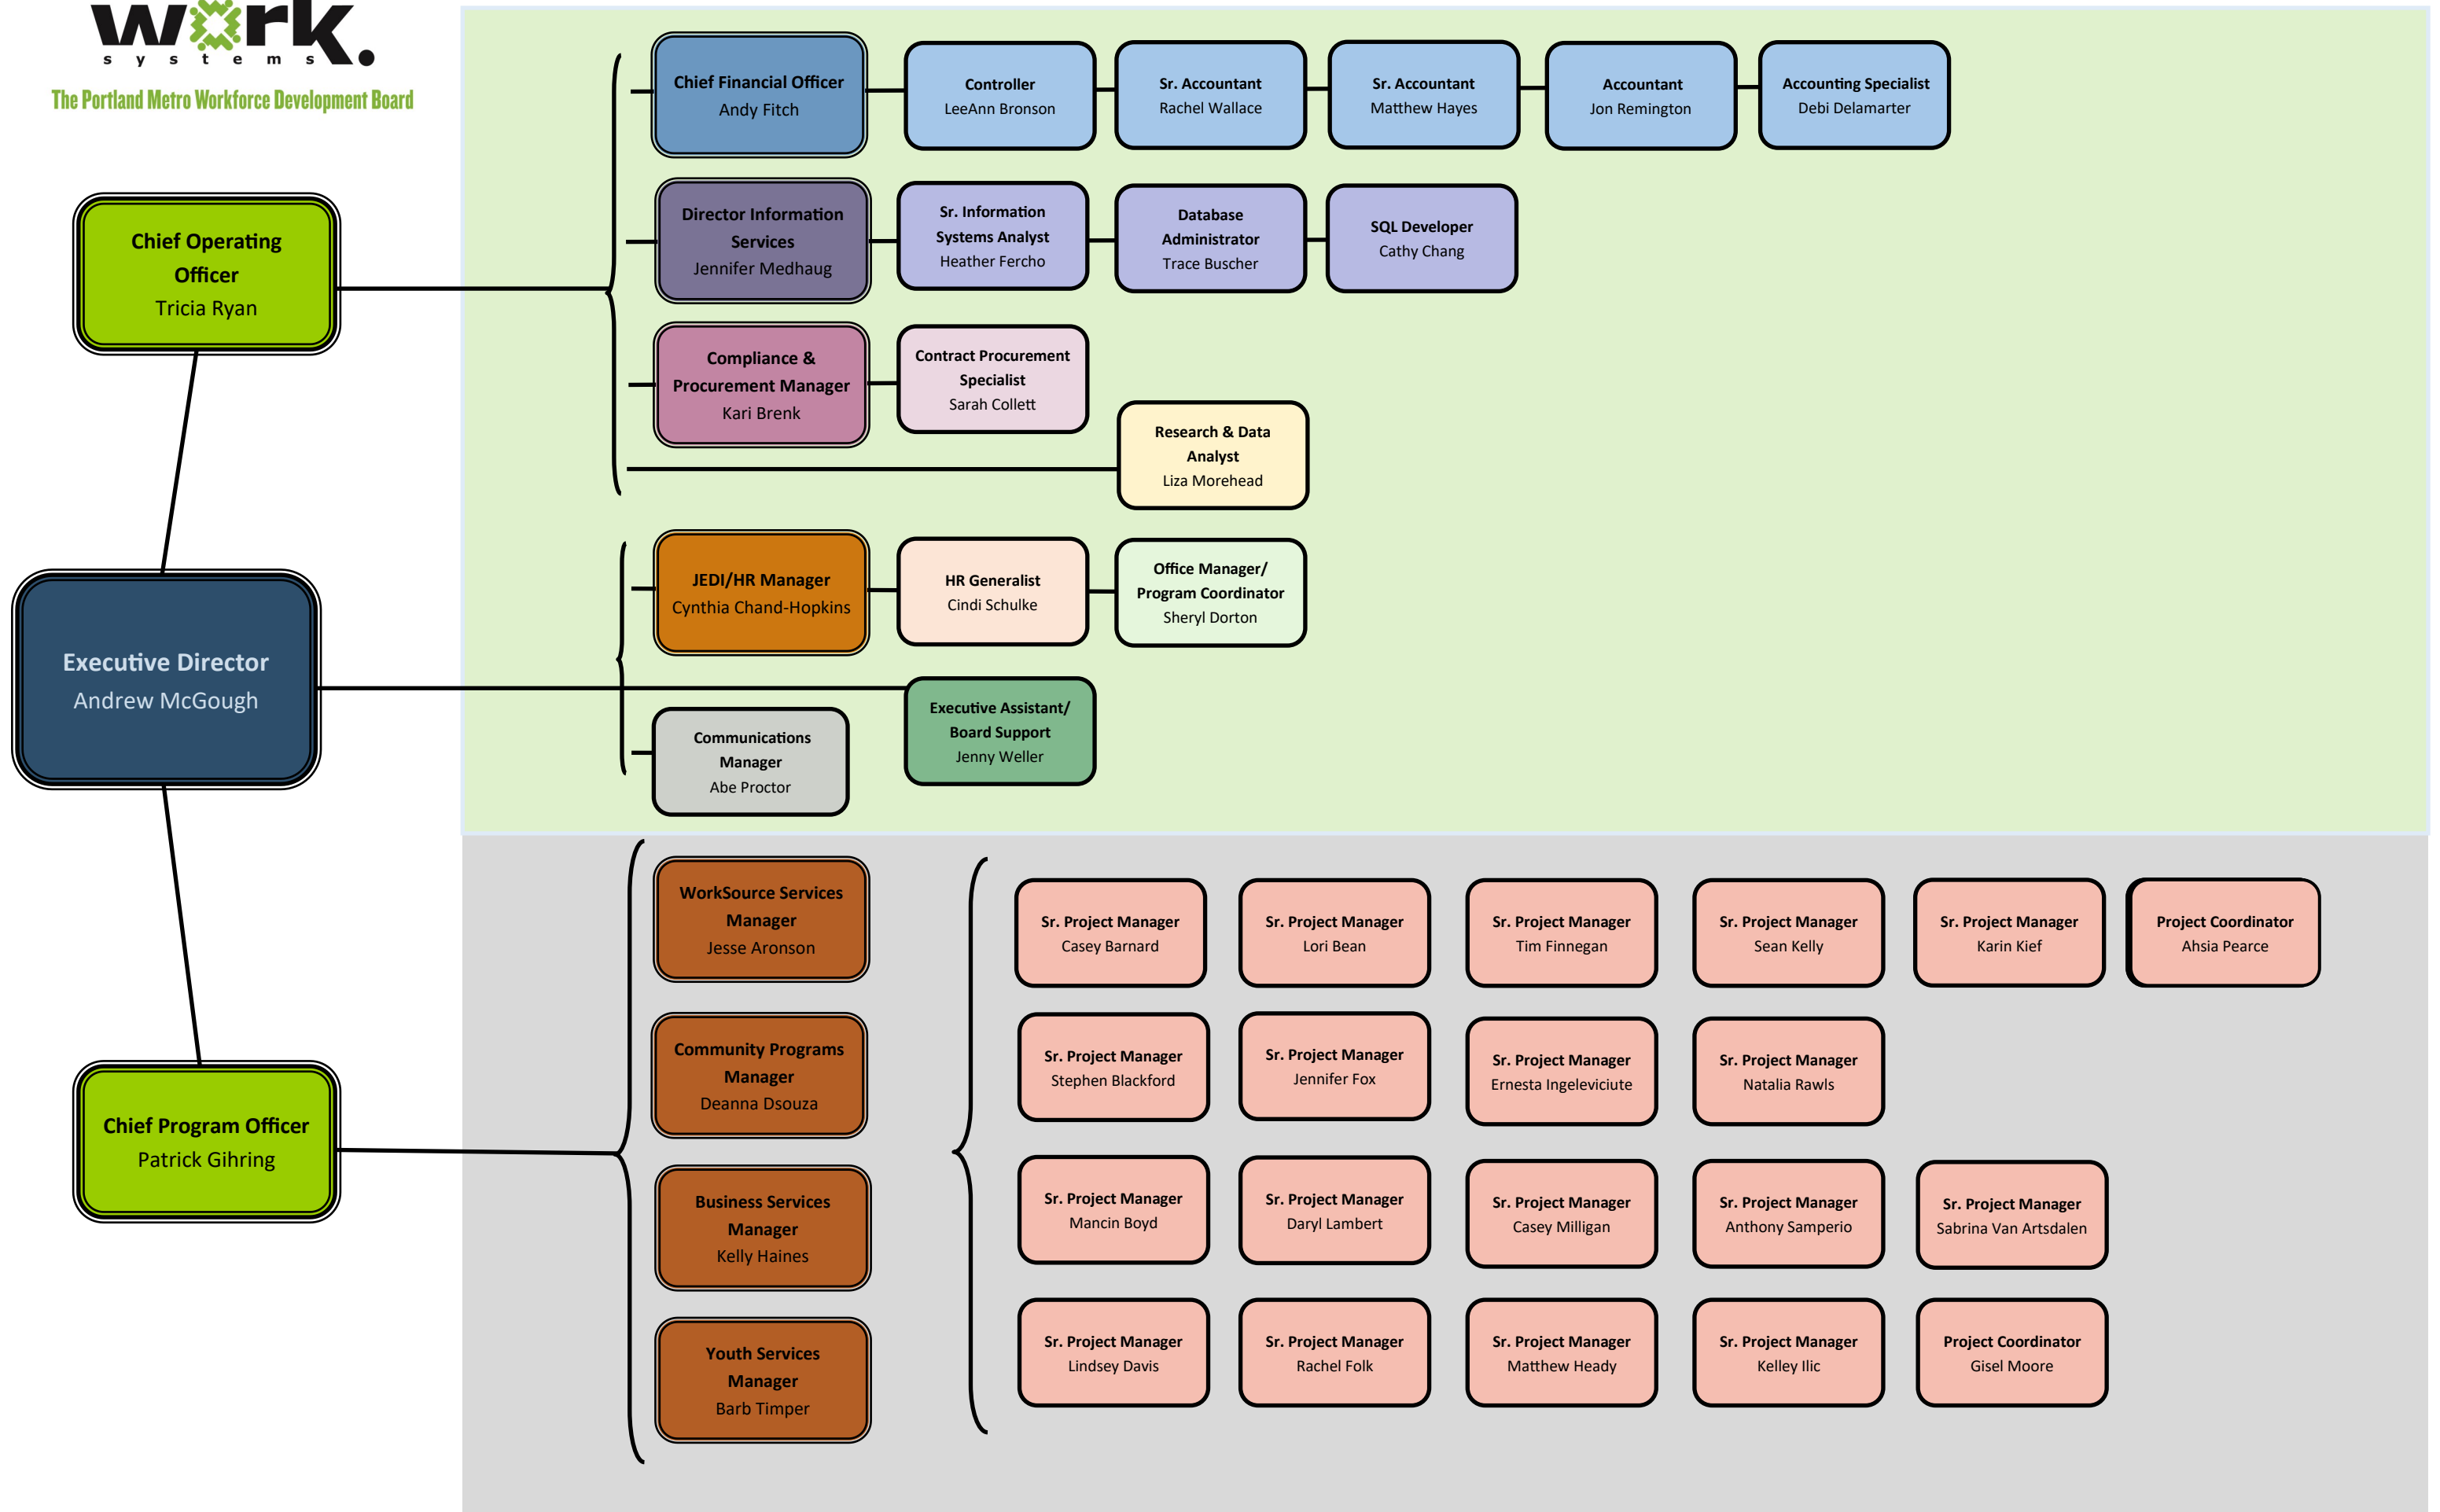 work.
systems
The Portland Metro Workforce Development Board
Chief Operating
Officer
Tricia Ryan
Executive Director
Andrew McGough
Chief Program Officer
Patrick Gihring
Chief Financial Officer
Andy Fitch
Controller
LeeAnn Bronson
Sr. Accountant
Rachel Wallace
Sr. Accountant
Matthew Hayes
Accountant
Jon Remington
Accounting Specialist
Debi Delamarter
Director Information
Services
Jennifer Medhaug
Sr. Information
Systems Analyst
Heather Fercho
Database
Administrator
Trace Buscher
SQL Developer
Cathy Chang
Compliance &
Procurement Manager
Kari Brenk
Contract Procurement
Specialist
Sarah Collett
Research & Data
Analyst
Liza Morehead
JEDI/HR Manager
Cynthia Chand-Hopkins
HR Generalist
Cindi Schulke
Office Manager/
Program Coordinator
Sheryl Dorton
Executive Assistant/
Board Support
Jenny Weller
Communications
Manager
Abe Proctor
WorkSource Services
Manager
Jesse Aronson
Sr. Project Manager
Casey Barnard
Sr. Project Manager
Lori Bean
Sr. Project Manager
Tim Finnegan
Sr. Project Manager
Sean Kelly
Sr. Project Manager
Karin Kief
Project Coordinator
Ahsia Pearce
Community Programs
Manager
Deanna Dsouza
Sr. Project Manager
Stephen Blackford
Sr. Project Manager
Jennifer Fox
Sr. Project Manager
Ernesta Ingeleviciute
Sr. Project Manager
Natalia Rawls
Business Services
Manager
Kelly Haines
Sr. Project Manager
Mancin Boyd
Sr. Project Manager
Daryl Lambert
Sr. Project Manager
Casey Milligan
Sr. Project Manager
Anthony Samperio
Sr. Project Manager
Sabrina Van Artsdalen
Youth Services
Manager
Barb Timper
Sr. Project Manager
Lindsey Davis
Sr. Project Manager
Rachel Folk
Sr. Project Manager
Matthew Heady
Sr. Project Manager
Kelley Ilic
Project Coordinator
Gisel Moore